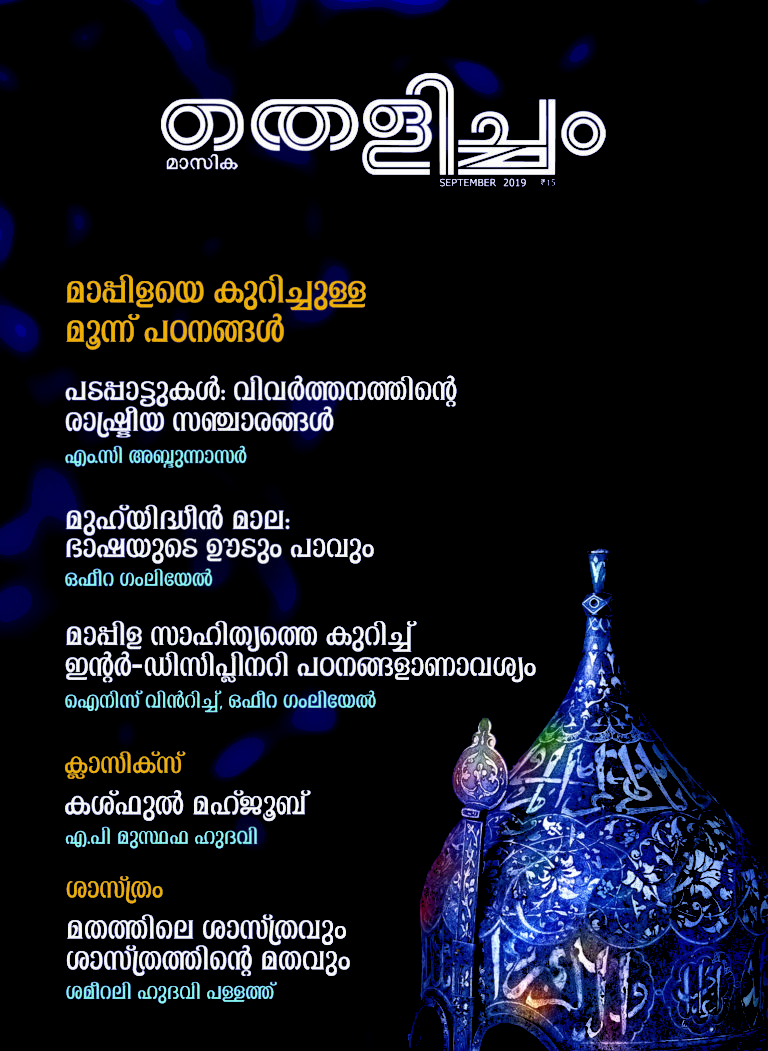 തെളിച്ചം
മാസിക
SEPTEMBER 2019 ₹15
മാപ്പിളയെ കുറിച്ചുള്ള
മൂന്ന് പഠനങ്ങൾ
പടപ്പാട്ടുകൾ: വിവർത്തനത്തിന്റെ
രാഷ്ട്രീയ സഞ്ചാരങ്ങൾ
എം.സി അബ്ദുന്നാസർ
മുഹ്‌യിദ്ധീൻ മാല:
ഭാഷയുടെ ഊടും പാവും
ഒഫീറ ഗംലിയേൽ
മാപ്പിള സാഹിത്യത്തെ കുറിച്ച്
ഇന്റർ-ഡിസിപ്ലിനറി പഠനങ്ങളാണാവശ്യം
ഐനിസ് വിൻറിച്ച്, ഒഫീറ ഗംലിയേൽ
ക്ലാസിക്സ്
കശ്ഫുൽ മഹ്ജൂബ്
എ.പി മുസ്ഥഫ ഹുദവി
ശാസ്ത്രം
മതത്തിലെ ശാസ്ത്രവും
ശാസ്ത്രത്തിന്റെ മതവും
ശമീറലി ഹുദവി പള്ളത്ത്